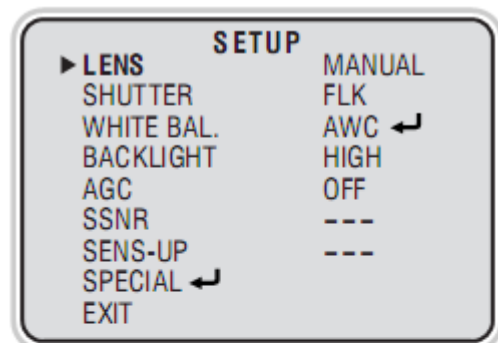 SETUP
▶ LENS MANUAL
SHUTTER FLK
WHITE BAL. AWC ↵
BACKLIGHT HIGH
AGC OFF
SSNR ---
SENS-UP ---
SPECIAL ↵
EXIT